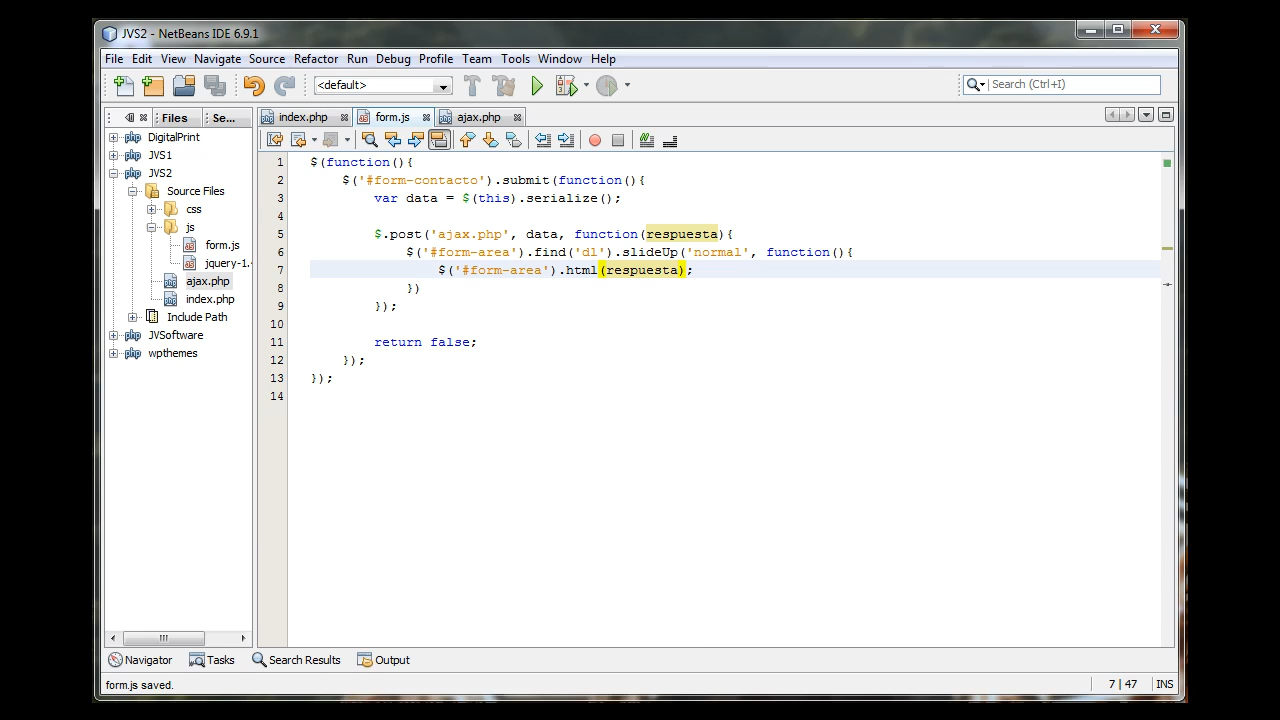 JVS2 - NetBeans IDE 6.9.1
File Edit View Navigate Source Refactor Run Debug Profile Team Tools Window Help
<default>
Search (Ctrl+I)
Files Se...
index.php form.js ajax.php
DigitalPrint
JVS1
JVS2
Source Files
css
js
form.js
jquery-1.
ajax.php
index.php
Include Path
JVSoftware
wpthemes
1 $(function(){
2 $('#form-contacto').submit(function(){
3 var data = $(this).serialize();
4
5 $.post('ajax.php', data, function(respuesta){
6 $('#form-area').find('dl').slideUp('normal', function(){
7 $('#form-area').html(respuesta);
8 })
9 });
10
11 return false;
12 });
13 });
14
Navigator Tasks Search Results Output
form.js saved.
7 | 47 INS